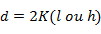 d = 2K(l ou h)